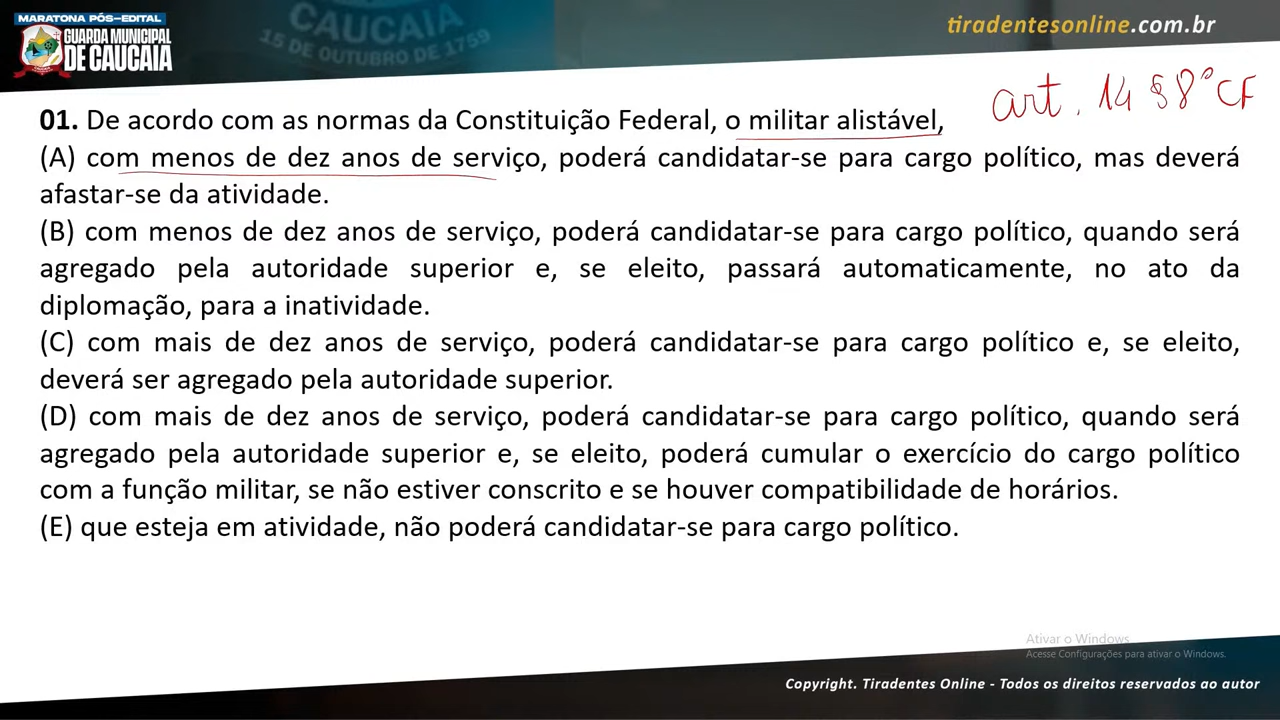 MARATONA PÓS-EDITAL
GUARDA MUNICIPAL
DE CAUCAIA
CAUCAIA
15 DE OUTUBRO DE 1759
tiradentesonline.com.br
art. 14 §8° CF
01. De acordo com as normas da Constituição Federal, o militar alistável,
(A) com menos de dez anos de serviço, poderá candidatar-se para cargo político, mas deverá
afastar-se da atividade.
(B) com menos de dez anos de serviço, poderá candidatar-se para cargo político, quando será
agregado pela autoridade superior e, se eleito, passará automaticamente, no ato da
diplomação, para a inatividade.
(C) com mais de dez anos de serviço, poderá candidatar-se para cargo político e, se eleito,
deverá ser agregado pela autoridade superior.
(D) com mais de dez anos de serviço, poderá candidatar-se para cargo político, quando será
agregado pela autoridade superior e, se eleito, poderá cumular o exercício do cargo político
com a função militar, se não estiver conscrito e se houver compatibilidade de horários.
(E) que esteja em atividade, não poderá candidatar-se para cargo político.
Ativar o Windows
Acesse Configurações para ativar o Windows.
Copyright. Tiradentes Online - Todos os direitos reservados ao autor